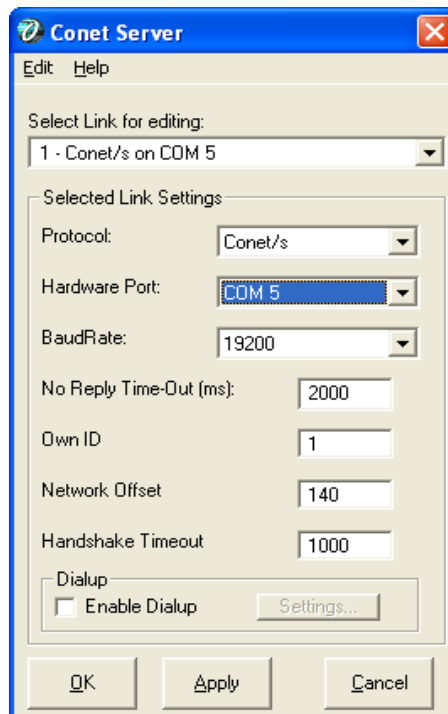 Conet Server
Edit Help
Select Link for editing:
1 - Conet/s on COM 5
Selected Link Settings
Protocol: Conet/s
Hardware Port: COM 5
BaudRate: 19200
No Reply Time-Out (ms): 2000
Own ID 1
Network Offset 140
Handshake Timeout 1000
Dialup
Enable Dialup Settings...
OK Apply Cancel